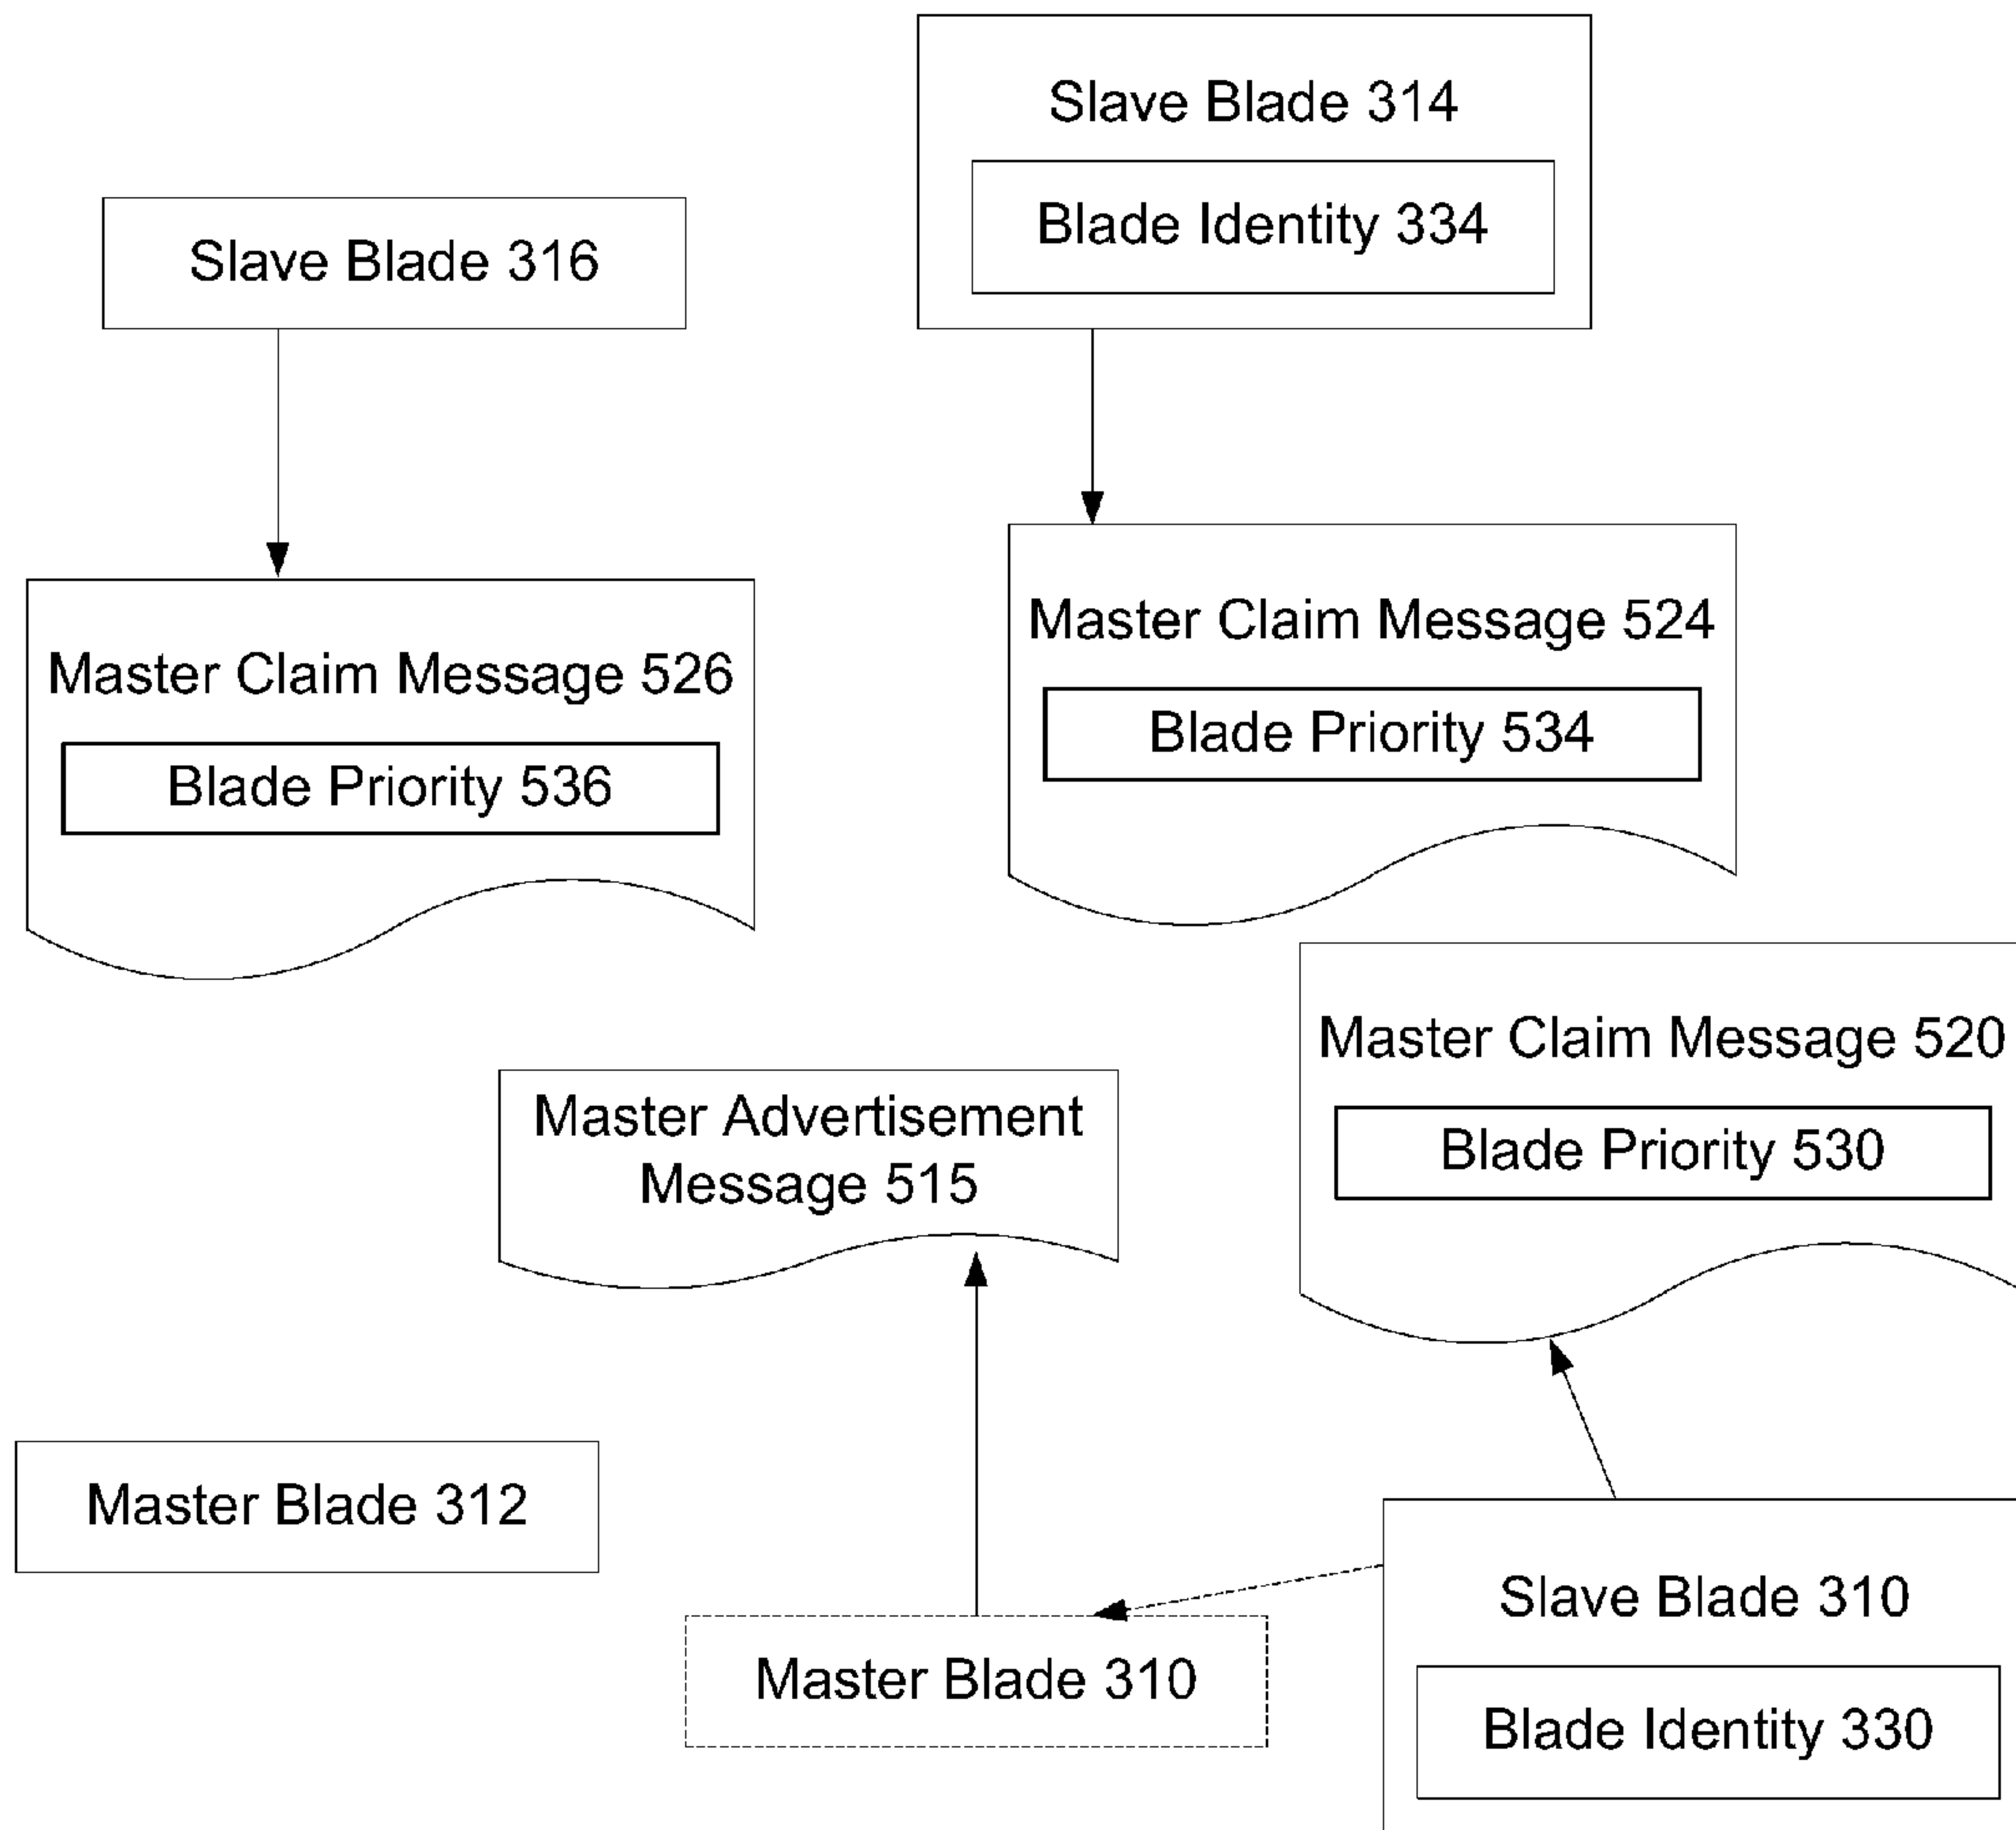 Slave Blade 314
Blade Identity 334
Slave Blade 316
Master Claim Message 524
Blade Priority 534
Master Claim Message 526
Blade Priority 536
Master Claim Message 520
Blade Priority 530
Master Advertisement
Message 515
Master Blade 312
Slave Blade 310
Blade Identity 330
Master Blade 310